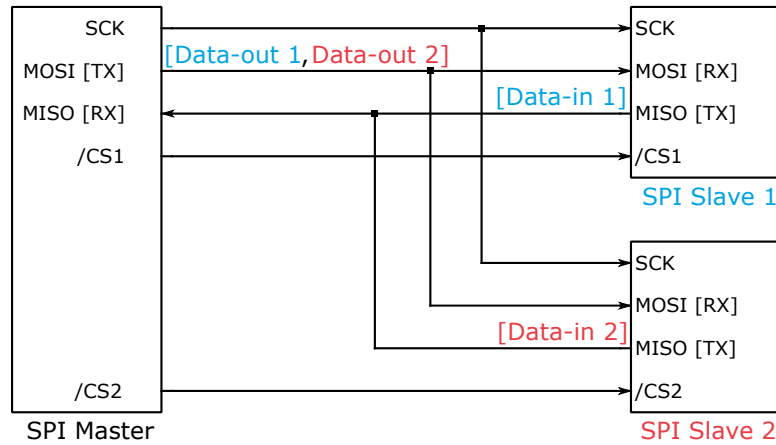 SCK
MOSI [TX]
MISO [RX]
/CS1
/CS2
SPI Master
[Data-out 1,Data-out 2]
[Data-in 1]
SCK
MOSI [RX]
MISO [TX]
/CS1
SPI Slave 1
[Data-in 2]
SCK
MOSI [RX]
MISO [TX]
/CS2
SPI Slave 2